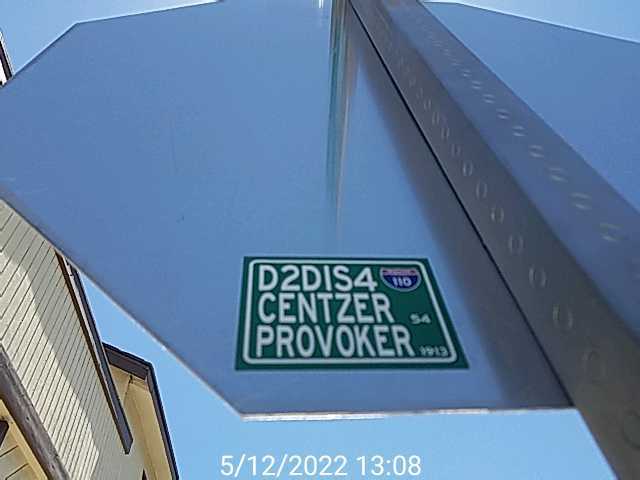 D2DIS4 110
CENTZER 54
PROVOKER 1913
5/12/2022 13:08